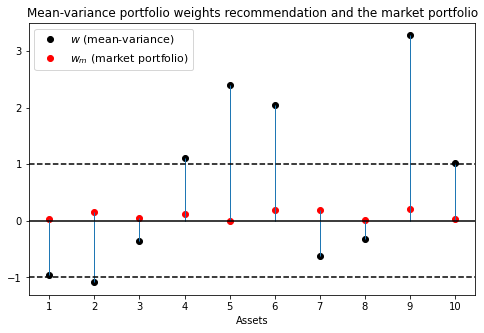 Mean-variance portfolio weights recommendation and the market portfolio
w (mean-variance)
w_m (market portfolio)
3
2
1
0
−1
1 2 3 4 5 6 7 8 9 10
Assets